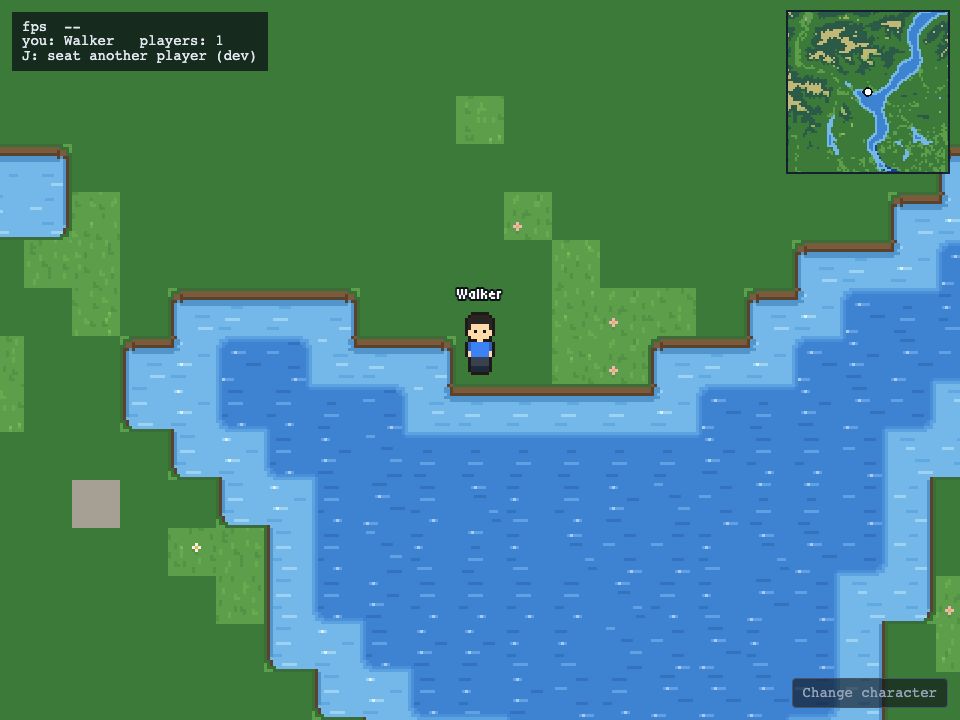 fps  --
you: Walker   players: 1
J: seat another player (dev)
Walker
Change character